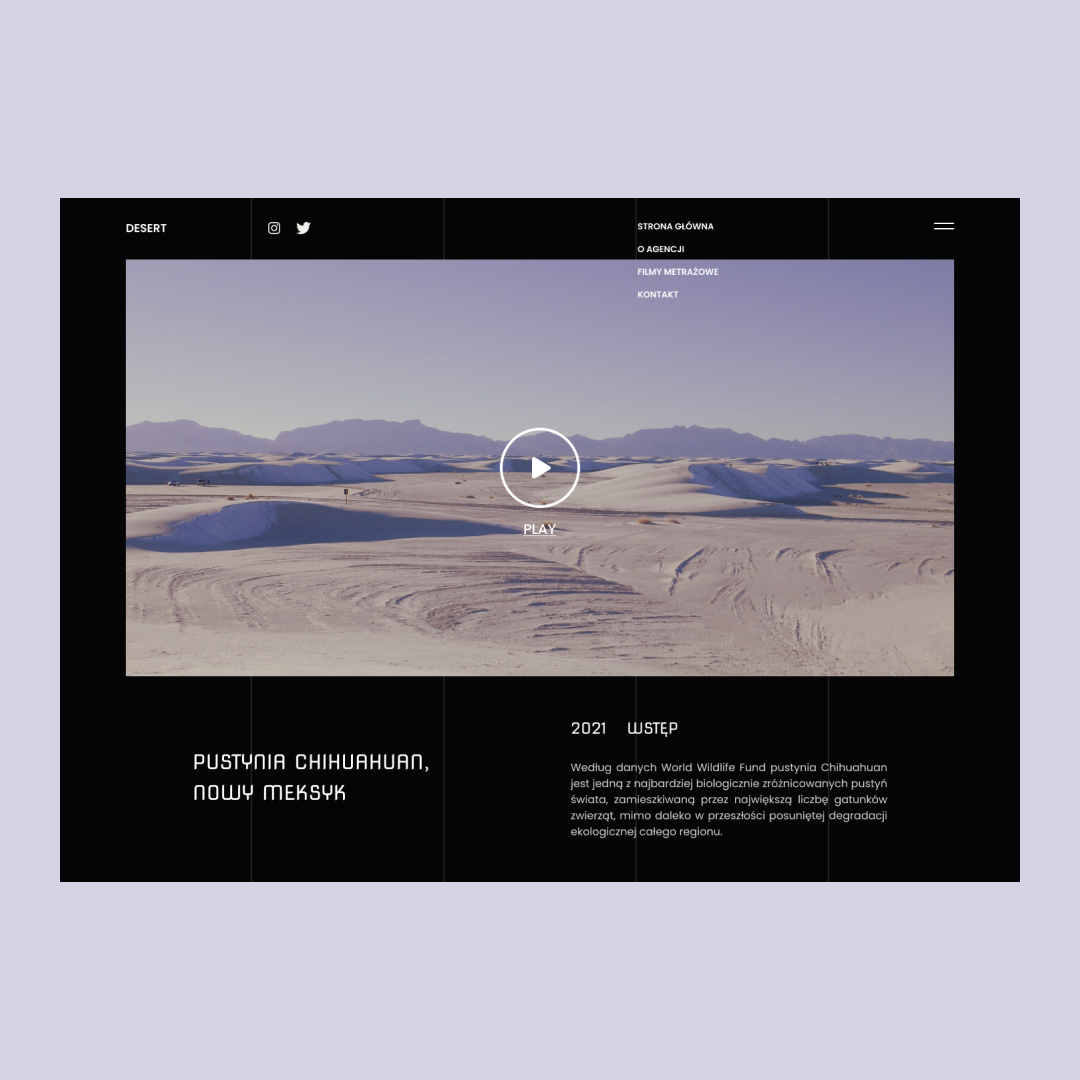 DESERT
STRONA GŁÓWNA
O AGENCJI
FILMY METRAŻOWE
KONTAKT
PLAY
PUSTYNIA CHIHUAHUAN,
NOWY MEKSYK
2021 WSTĘP
Według danych World Wildlife Fund pustynia Chihuahuan
jest jedną z najbardziej biologicznie zróżnicowanych pustyń
świata, zamieszkiwaną przez największą liczbę gatunków
zwierząt, mimo daleko w przeszłości posuniętej degradacji
ekologicznej całego regionu.